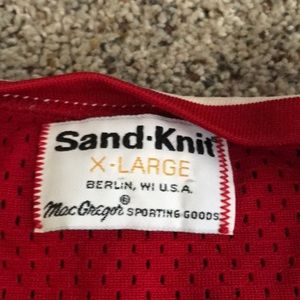 Sand·Knit
X-LARGE
BERLIN, WI U.S.A.
®
MacGregor SPORTING GOODS